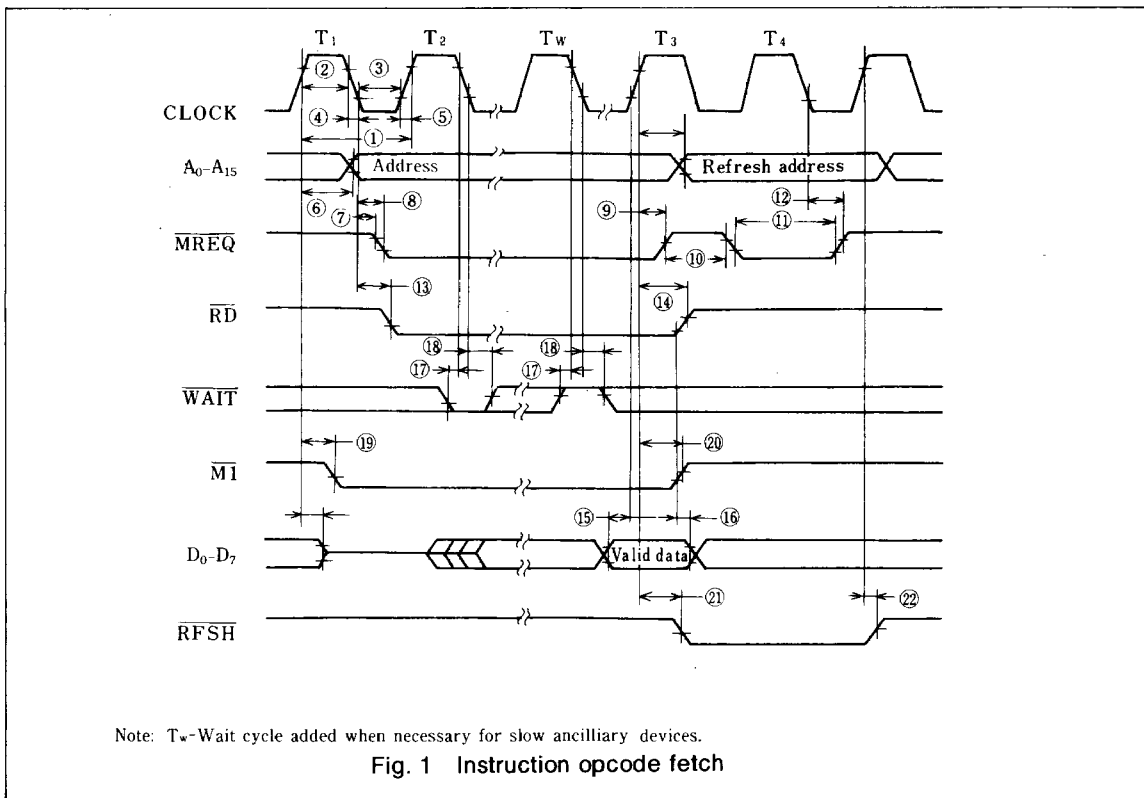 T1 T2 TW T3 T4
② ③
CLOCK
④ ⑤
①
A0-A15 Address Refresh address
⑥ ⑦ ⑧ ⑨ ⑫ ⑪
MREQ
⑩
⑬ ⑭
RD
⑱ ⑱
⑰ ⑰
WAIT
⑲ ⑳
M1
⑮ ⑯
D0-D7 Valid data
㉑ ㉒
RFSH
Note: Tw-Wait cycle added when necessary for slow ancilliary devices.
Fig. 1 Instruction opcode fetch